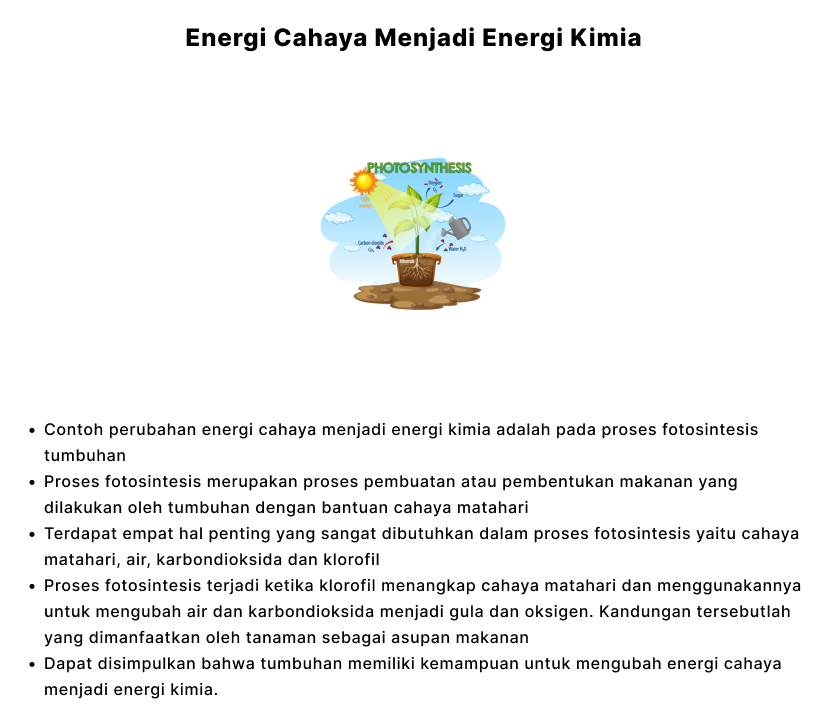 Energi Cahaya Menjadi Energi Kimia
PHOTOSYNTHESIS
Oxygen
O₂
Light
energy
Sugar
Carbon dioxide
Co₂
Water H₂O
Minerals
• Contoh perubahan energi cahaya menjadi energi kimia adalah pada proses fotosintesis
tumbuhan
• Proses fotosintesis merupakan proses pembuatan atau pembentukan makanan yang
dilakukan oleh tumbuhan dengan bantuan cahaya matahari
• Terdapat empat hal penting yang sangat dibutuhkan dalam proses fotosintesis yaitu cahaya
matahari, air, karbondioksida dan klorofil
• Proses fotosintesis terjadi ketika klorofil menangkap cahaya matahari dan menggunakannya
untuk mengubah air dan karbondioksida menjadi gula dan oksigen. Kandungan tersebutlah
yang dimanfaatkan oleh tanaman sebagai asupan makanan
• Dapat disimpulkan bahwa tumbuhan memiliki kemampuan untuk mengubah energi cahaya
menjadi energi kimia.